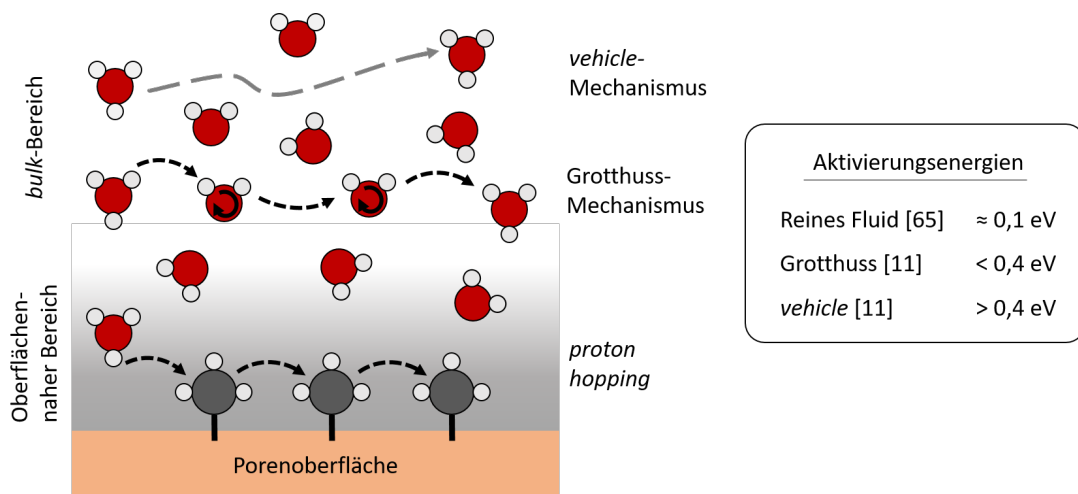 bulk-Bereich
vehicle-
Mechanismus
Grotthuss-
Mechanismus
Oberflächen-
naher Bereich
proton
hopping
Porenoberfläche
Aktivierungsenergien
Reines Fluid [65] ≈ 0,1 eV
Grotthuss [11] < 0,4 eV
vehicle [11] > 0,4 eV